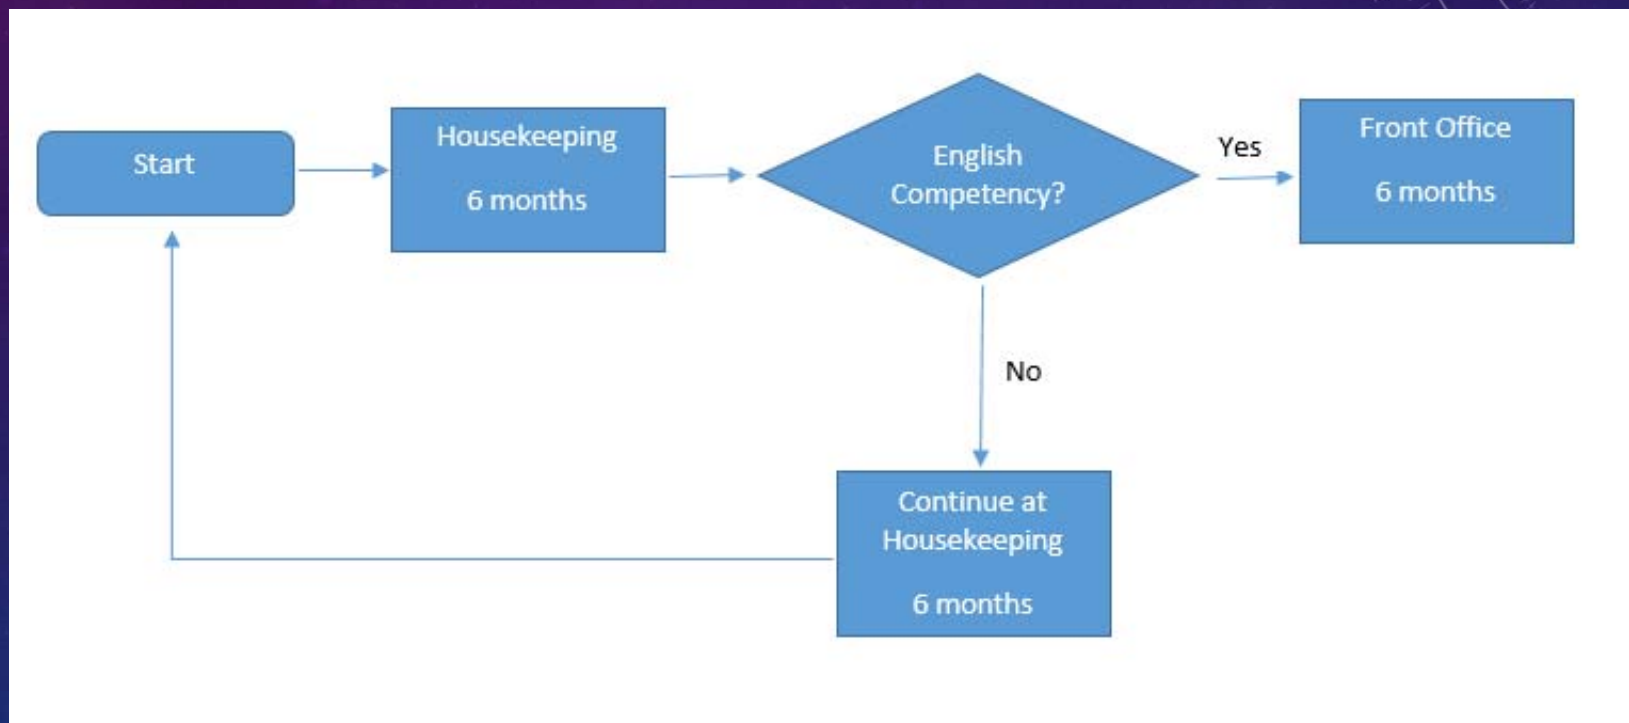 Start
Housekeeping
6 months
English
Competency?
Yes
Front Office
6 months
No
Continue at
Housekeeping
6 months